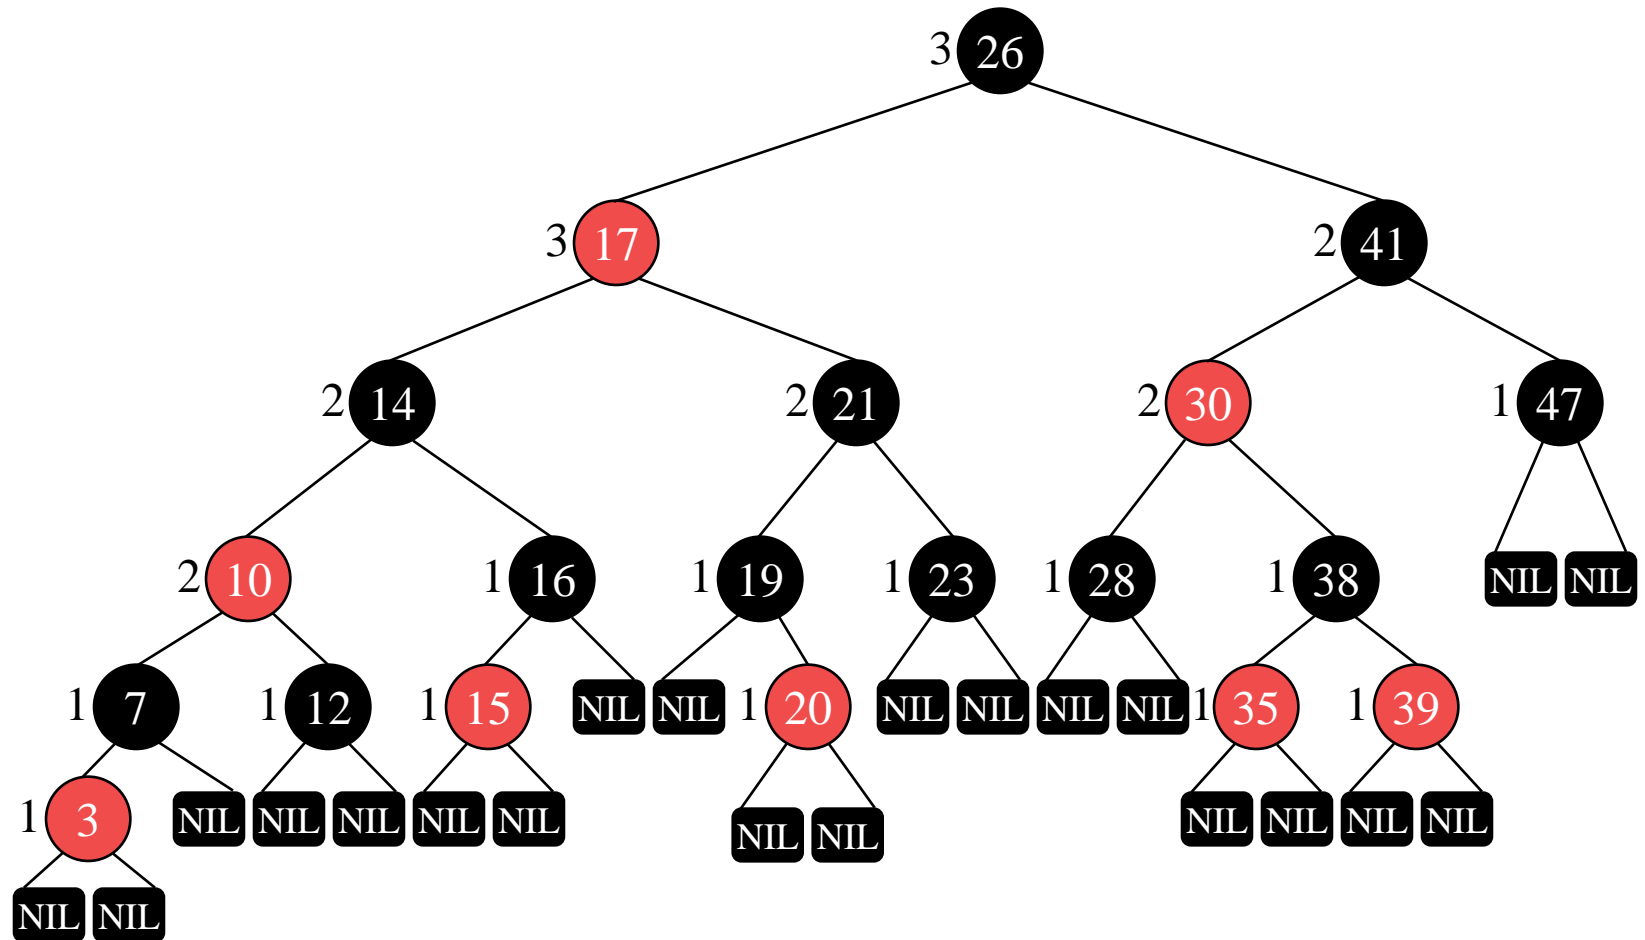 3 26
3 17 2 41
2 14 2 21 2 30 1 47
2 10 1 16 1 19 1 23 1 28 1 38 NIL NIL
1 7 1 12 1 15 NIL NIL 1 20 NIL NIL NIL NIL 1 35 1 39
1 3 NIL NIL NIL NIL NIL NIL NIL NIL NIL NIL NIL
NIL NIL